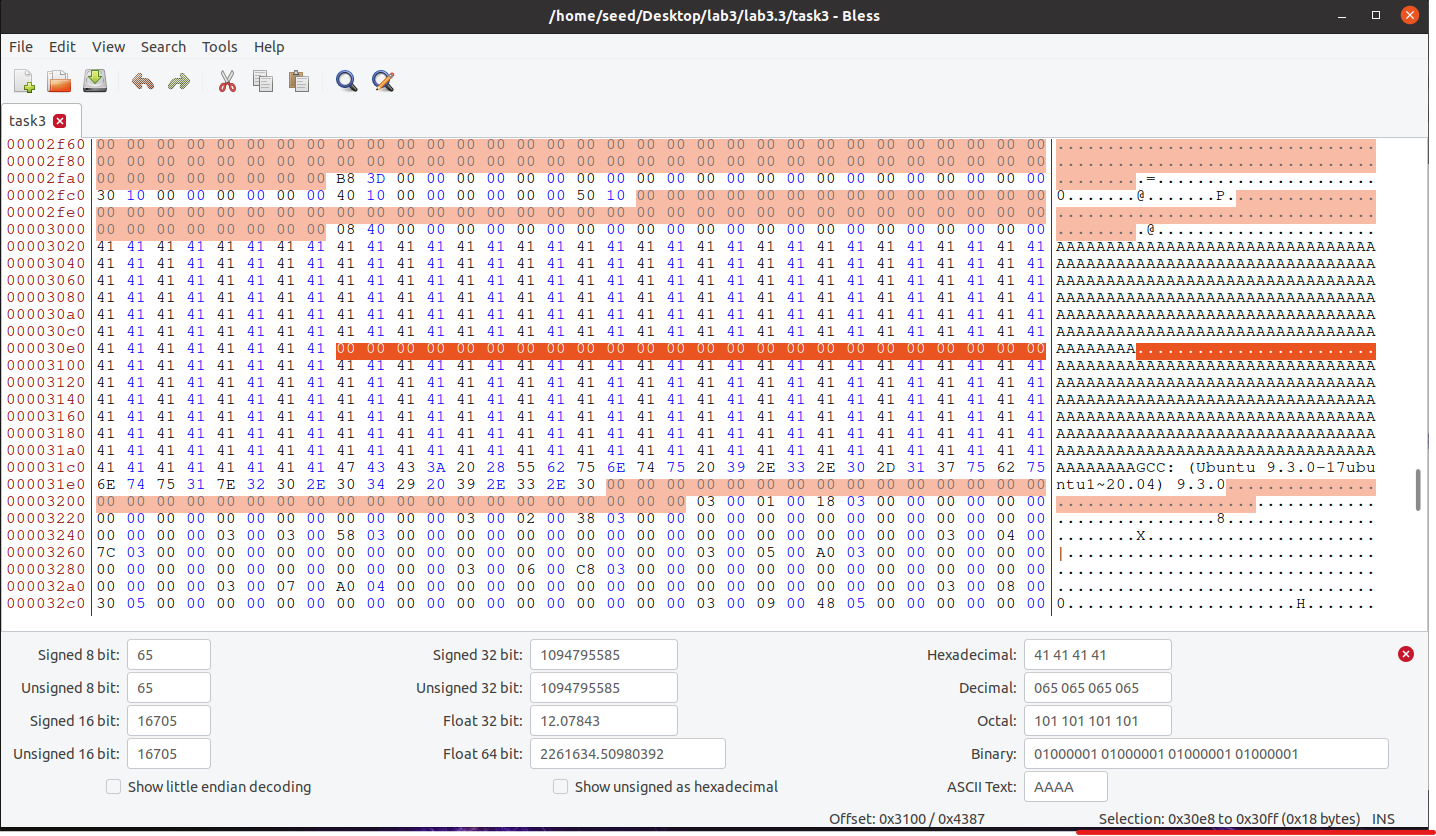 /home/seed/Desktop/lab3/lab3.3/task3 - Bless
File Edit View Search Tools Help
task3
00002f60 00 00 00 00 00 00 00 00 00 00 00 00 00 00 00 00 00 00 00 00 00 00 00 00 00 00 00 00 00 00 00 00 ................................
00002f80 00 00 00 00 00 00 00 00 00 00 00 00 00 00 00 00 00 00 00 00 00 00 00 00 00 00 00 00 00 00 00 00 ................................
00002fa0 00 00 00 00 00 00 00 00 B8 3D 00 00 00 00 00 00 00 00 00 00 00 00 00 00 00 00 00 00 00 00 00 00 .........=......................
00002fc0 30 10 00 00 00 00 00 00 40 10 00 00 00 00 00 00 50 10 00 00 00 00 00 00 00 00 00 00 00 00 00 00 0.......@.......P...............
00002fe0 00 00 00 00 00 00 00 00 00 00 00 00 00 00 00 00 00 00 00 00 00 00 00 00 00 00 00 00 00 00 00 00 ................................
00003000 00 00 00 00 00 00 00 00 08 40 00 00 00 00 00 00 00 00 00 00 00 00 00 00 00 00 00 00 00 00 00 00 .........@......................
00003020 41 41 41 41 41 41 41 41 41 41 41 41 41 41 41 41 41 41 41 41 41 41 41 41 41 41 41 41 41 41 41 41 AAAAAAAAAAAAAAAAAAAAAAAAAAAAAAAA
00003040 41 41 41 41 41 41 41 41 41 41 41 41 41 41 41 41 41 41 41 41 41 41 41 41 41 41 41 41 41 41 41 41 AAAAAAAAAAAAAAAAAAAAAAAAAAAAAAAA
00003060 41 41 41 41 41 41 41 41 41 41 41 41 41 41 41 41 41 41 41 41 41 41 41 41 41 41 41 41 41 41 41 41 AAAAAAAAAAAAAAAAAAAAAAAAAAAAAAAA
00003080 41 41 41 41 41 41 41 41 41 41 41 41 41 41 41 41 41 41 41 41 41 41 41 41 41 41 41 41 41 41 41 41 AAAAAAAAAAAAAAAAAAAAAAAAAAAAAAAA
000030a0 41 41 41 41 41 41 41 41 41 41 41 41 41 41 41 41 41 41 41 41 41 41 41 41 41 41 41 41 41 41 41 41 AAAAAAAAAAAAAAAAAAAAAAAAAAAAAAAA
000030c0 41 41 41 41 41 41 41 41 41 41 41 41 41 41 41 41 41 41 41 41 41 41 41 41 41 41 41 41 41 41 41 41 AAAAAAAAAAAAAAAAAAAAAAAAAAAAAAAA
000030e0 41 41 41 41 41 41 41 41 00 00 00 00 00 00 00 00 00 00 00 00 00 00 00 00 00 00 00 00 00 00 00 00 AAAAAAAA........................
00003100 41 41 41 41 41 41 41 41 41 41 41 41 41 41 41 41 41 41 41 41 41 41 41 41 41 41 41 41 41 41 41 41 AAAAAAAAAAAAAAAAAAAAAAAAAAAAAAAA
00003120 41 41 41 41 41 41 41 41 41 41 41 41 41 41 41 41 41 41 41 41 41 41 41 41 41 41 41 41 41 41 41 41 AAAAAAAAAAAAAAAAAAAAAAAAAAAAAAAA
00003140 41 41 41 41 41 41 41 41 41 41 41 41 41 41 41 41 41 41 41 41 41 41 41 41 41 41 41 41 41 41 41 41 AAAAAAAAAAAAAAAAAAAAAAAAAAAAAAAA
00003160 41 41 41 41 41 41 41 41 41 41 41 41 41 41 41 41 41 41 41 41 41 41 41 41 41 41 41 41 41 41 41 41 AAAAAAAAAAAAAAAAAAAAAAAAAAAAAAAA
00003180 41 41 41 41 41 41 41 41 41 41 41 41 41 41 41 41 41 41 41 41 41 41 41 41 41 41 41 41 41 41 41 41 AAAAAAAAAAAAAAAAAAAAAAAAAAAAAAAA
000031a0 41 41 41 41 41 41 41 41 41 41 41 41 41 41 41 41 41 41 41 41 41 41 41 41 41 41 41 41 41 41 41 41 AAAAAAAAAAAAAAAAAAAAAAAAAAAAAAAA
000031c0 41 41 41 41 41 41 41 41 47 43 43 3A 20 28 55 62 75 6E 74 75 20 39 2E 33 2E 30 2D 31 37 75 62 75 AAAAAAAAGCC: (Ubuntu 9.3.0-17ubu
000031e0 6E 74 75 31 7E 32 30 2E 30 34 29 20 39 2E 33 2E 30 00 00 00 00 00 00 00 00 00 00 00 00 00 00 00 ntu1~20.04) 9.3.0...............
00003200 00 00 00 00 00 00 00 00 00 00 00 00 00 00 00 00 00 00 00 00 03 00 01 00 18 03 00 00 00 00 00 00 ................................
00003220 00 00 00 00 00 00 00 00 00 00 00 00 03 00 02 00 38 03 00 00 00 00 00 00 00 00 00 00 00 00 00 00 ................8...............
00003240 00 00 00 00 03 00 03 00 58 03 00 00 00 00 00 00 00 00 00 00 00 00 00 00 00 00 00 00 03 00 04 00 ........X.......................
00003260 7C 03 00 00 00 00 00 00 00 00 00 00 00 00 00 00 00 00 00 00 03 00 05 00 A0 03 00 00 00 00 00 00 |...............................
00003280 00 00 00 00 00 00 00 00 00 00 00 00 03 00 06 00 C8 03 00 00 00 00 00 00 00 00 00 00 00 00 00 00 ................................
000032a0 00 00 00 00 03 00 07 00 A0 04 00 00 00 00 00 00 00 00 00 00 00 00 00 00 00 00 00 00 03 00 08 00 ................................
000032c0 30 05 00 00 00 00 00 00 00 00 00 00 00 00 00 00 00 00 00 00 03 00 09 00 48 05 00 00 00 00 00 00 0.......................H.......
Signed 8 bit: 65 Signed 32 bit: 1094795585 Hexadecimal: 41 41 41 41
Unsigned 8 bit: 65 Unsigned 32 bit: 1094795585 Decimal: 065 065 065 065
Signed 16 bit: 16705 Float 32 bit: 12.07843 Octal: 101 101 101 101
Unsigned 16 bit: 16705 Float 64 bit: 2261634.50980392 Binary: 01000001 01000001 01000001 01000001
Show little endian decoding Show unsigned as hexadecimal ASCII Text: AAAA
Offset: 0x3100 / 0x4387 Selection: 0x30e8 to 0x30ff (0x18 bytes) INS